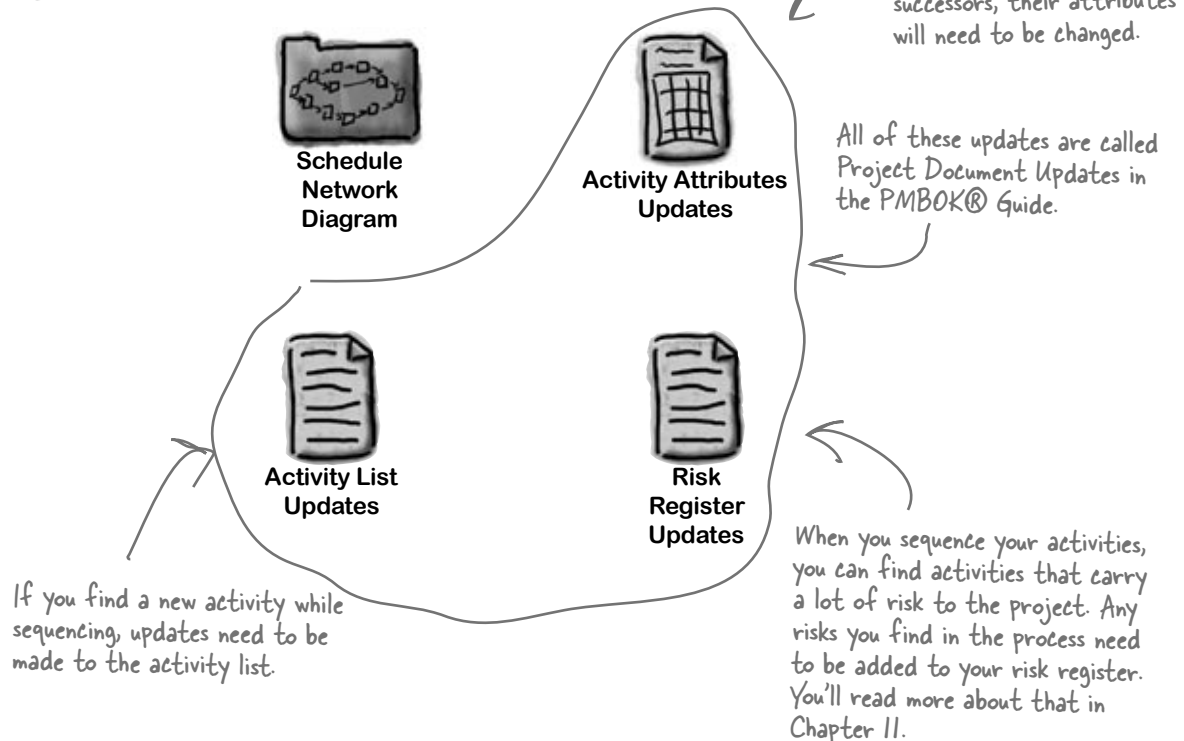 successors, their attributes
will need to be changed.
Schedule
Network
Diagram
Activity Attributes
Updates
All of these updates are called
Project Document Updates in
the PMBOK® Guide.
Activity List
Updates
Risk
Register
Updates
If you find a new activity while
sequencing, updates need to be
made to the activity list.
When you sequence your activities,
you can find activities that carry
a lot of risk to the project. Any
risks you find in the process need
to be added to your risk register.
You'll read more about that in
Chapter 11.